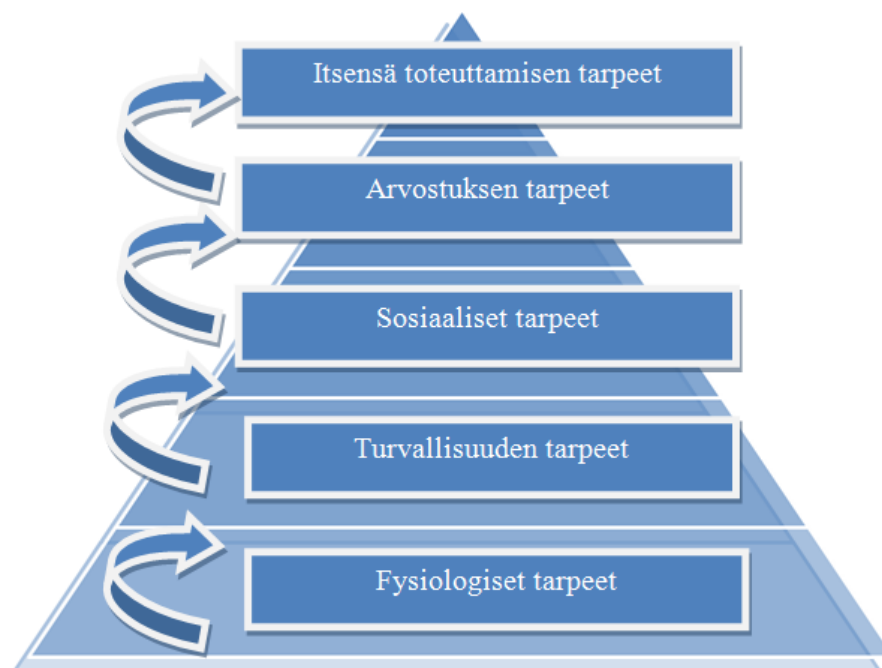 Itsensä toteuttamisen tarpeet
Arvostuksen tarpeet
Sosiaaliset tarpeet
Turvallisuuden tarpeet
Fysiologiset tarpeet